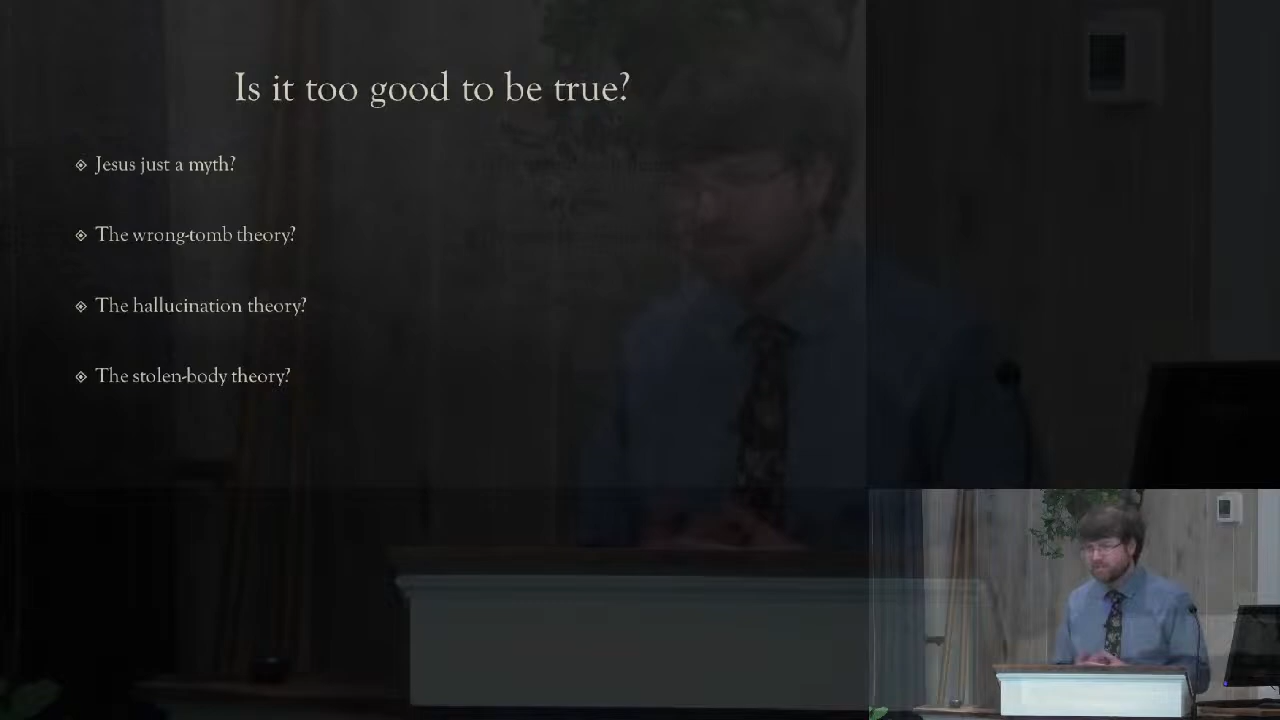 Is it too good to be true?
Jesus just a myth?
The wrong-tomb theory?
The hallucination theory?
The stolen-body theory?